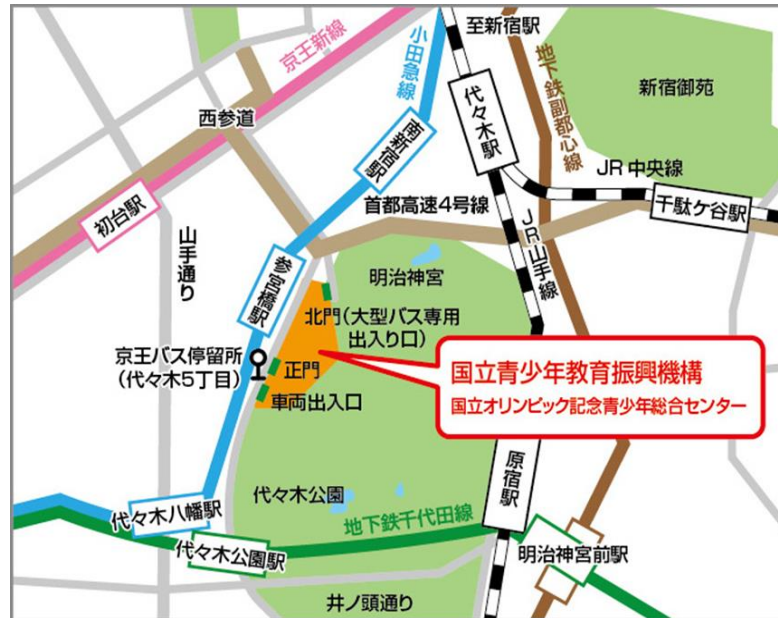 至新宿駅
京王新線
小田急線
地下鉄副都心線
新宿御苑
代々木駅
西参道
南新宿駅
JR中央線
千駄ケ谷駅
初台駅
首都高速4号線
JR山手線
山手通り
参宮橋駅
明治神宮
北門(大型バス専用
出入り口)
京王バス停留所
(代々木5丁目)
正門
車両出入口
国立青少年教育振興機構
国立オリンピック記念青少年総合センター
原宿駅
代々木公園
代々木八幡駅
地下鉄千代田線
代々木公園駅
明治神宮前駅
井ノ頭通り